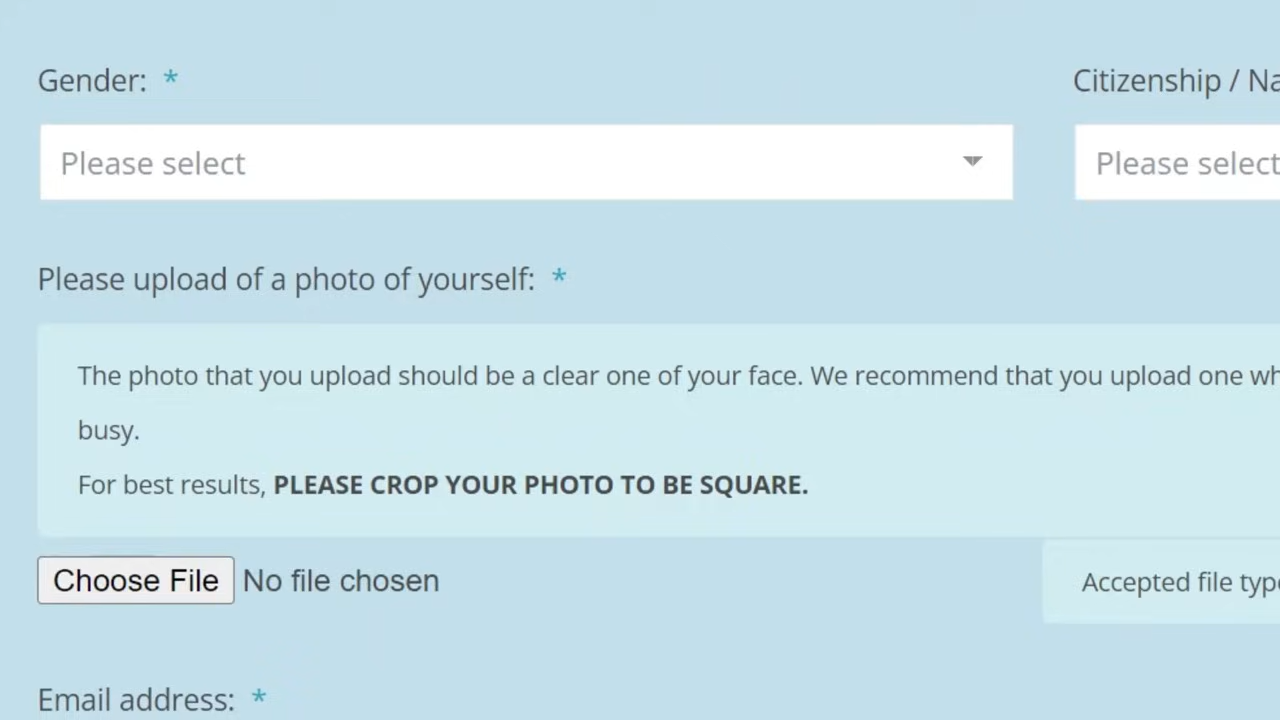 Gender: *
Citizenship / Na
Please select
Please select
Please upload of a photo of yourself: *
The photo that you upload should be a clear one of your face. We recommend that you upload one wh
busy.
For best results, PLEASE CROP YOUR PHOTO TO BE SQUARE.
Choose File No file chosen
Accepted file type
Email address: *